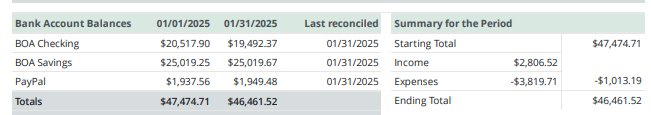 Bank Account Balances 01/01/2025 01/31/2025 Last reconciled
BOA Checking $20,517.90 $19,492.37 01/31/2025
BOA Savings $25,019.25 $25,019.67 01/31/2025
PayPal $1,937.56 $1,949.48 01/31/2025
Totals $47,474.71 $46,461.52
Summary for the Period
Starting Total $47,474.71
Income $2,806.52
Expenses -$3,819.71 -$1,013.19
Ending Total $46,461.52